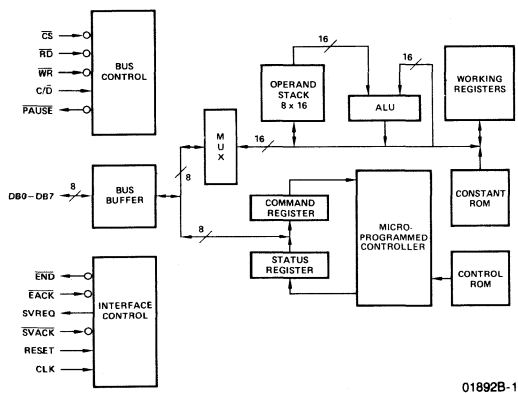 CS
RD
WR
C/D
PAUSE
BUS
CONTROL
DB0–DB7
8
BUS
BUFFER
8
8
M
U
X
16
16
16
OPERAND
STACK
8 x 16
ALU
WORKING
REGISTERS
CONSTANT
ROM
COMMAND
REGISTER
STATUS
REGISTER
MICRO-
PROGRAMMED
CONTROLLER
CONTROL
ROM
END
EACK
SVREQ
SVACK
RESET
CLK
INTERFACE
CONTROL
01892B-1